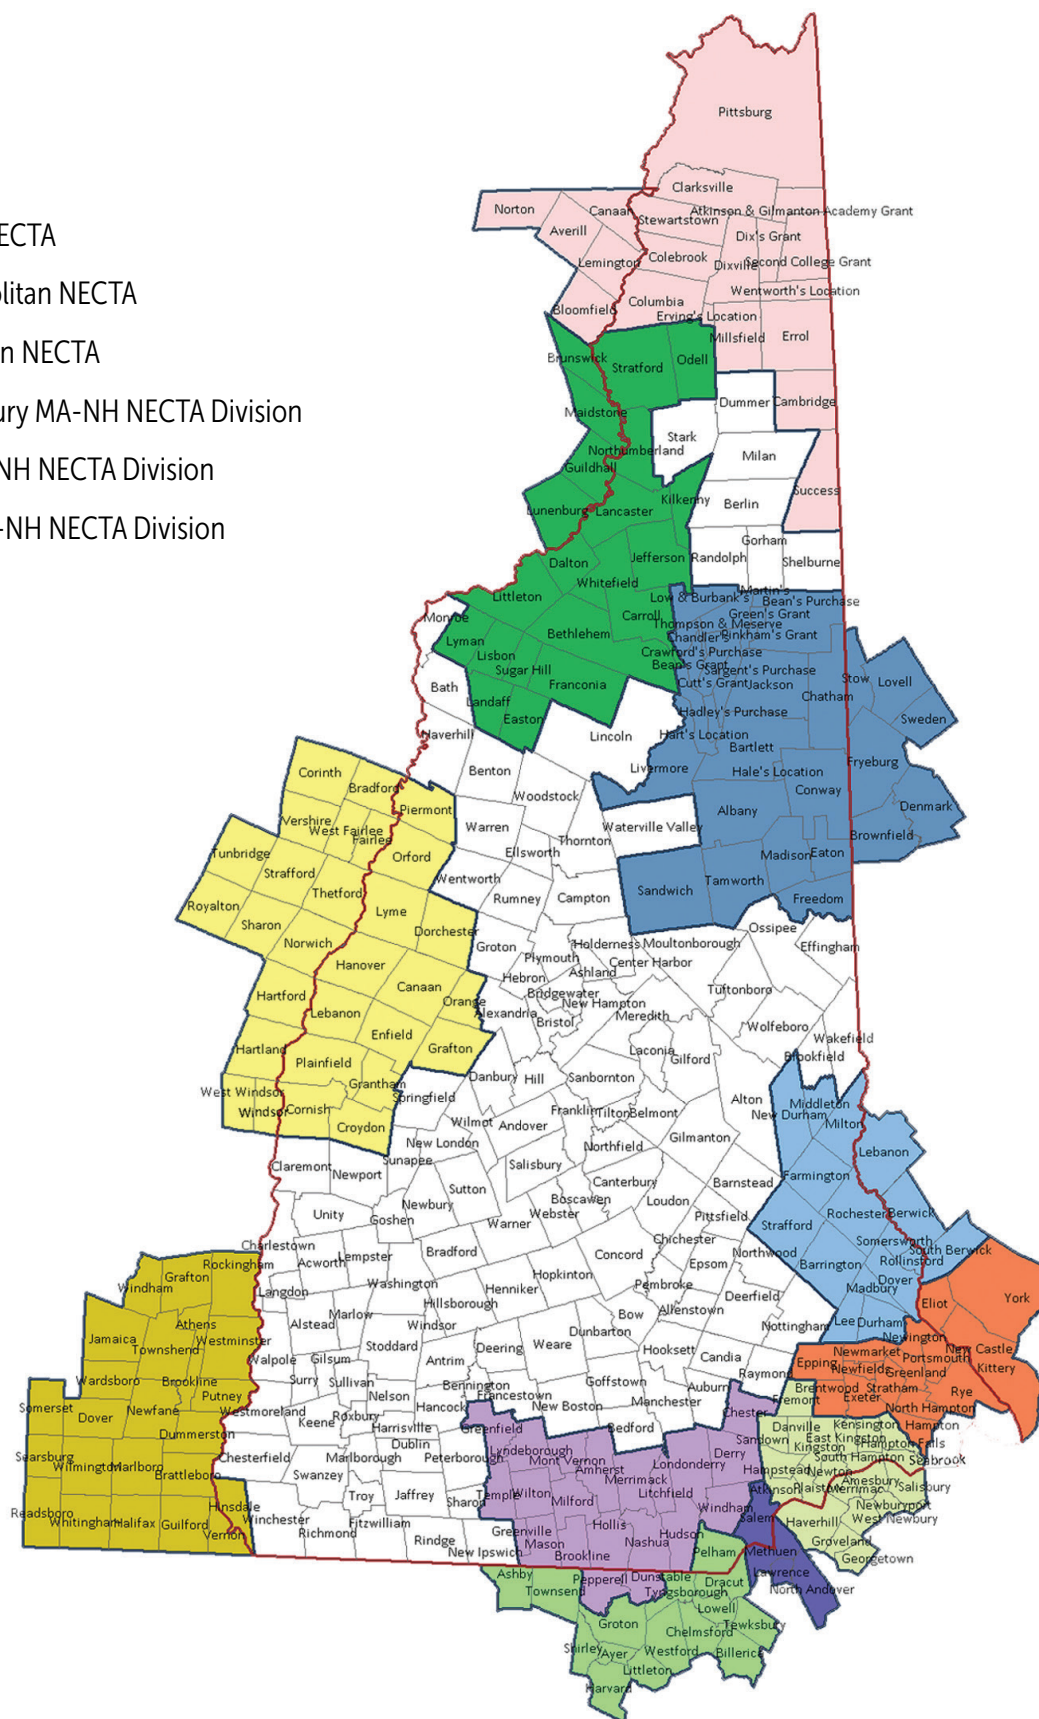 ECTA
litan NECTA
n NECTA
ury MA-NH NECTA Division
NH NECTA Division
-NH NECTA Division
Pittsburg
Clarksville
Norton
Canaan
Stewartstown
Atkinson & Gilmanton Academy Grant
Averill
Dix's Grant
Lemington
Colebrook
Dixville
Second College Grant
Wentworth's Location
Bloomfield
Columbia
Erving's Location
Millsfield
Errol
Brunswick
Stratford
Odell
Dummer
Cambridge
Maidstone
Stark
Northumberland
Milan
Guildhall
Success
Kilkenny
Berlin
Lunenburg
Lancaster
Gorham
Dalton
Jefferson
Randolph
Shelburne
Whitefield
Littleton
Low & Burbank's
Martin's
Bean's Purchase
Monroe
Carroll
Green's Grant
Thompson & Meserve
Lyman
Bethlehem
Chandler's
Pinkham's Grant
Lisbon
Crawford's Purchase
Sugar Hill
Bean's Grant
Sargent's Purchase
Bath
Franconia
Cutt's Grant
Jackson
Chatham
Stow
Lovell
Landaff
Easton
Hadley's Purchase
Sweden
Haverhill
Lincoln
Hart's Location
Bartlett
Benton
Livermore
Hale's Location
Fryeburg
Corinth
Bradford
Woodstock
Conway
Piermont
Albany
Denmark
Vershire
West Fairlee
Fairlee
Warren
Waterville Valley
Brownfield
Thornton
Tunbridge
Orford
Ellsworth
Madison
Eaton
Strafford
Thetford
Wentworth
Rumney
Campton
Sandwich
Tamworth
Freedom
Royalton
Lyme
Sharon
Dorchester
Ossipee
Norwich
Groton
Holderness
Moultonborough
Effingham
Plymouth
Center Harbor
Hanover
Hebron
Ashland
Canaan
Bridgewater
Tuftonboro
Hartford
Orange
New Hampton
Lebanon
Alexandria
Bristol
Meredith
Wolfeboro
Enfield
Wakefield
Hartland
Grafton
Laconia
Gilford
Brookfield
Plainfield
Danbury
Hill
Sanbornton
West Windsor
Grantham
Springfield
Alton
Middleton
Windsor
Cornish
Franklin
Tilton
Belmont
New Durham
Croydon
Wilmot
Andover
Milton
Gilmanton
New London
Northfield
Lebanon
Claremont
Newport
Sunapee
Salisbury
Farmington
Sutton
Canterbury
Barnstead
Newbury
Boscawen
Loudon
Unity
Goshen
Webster
Pittsfield
Rochester
Berwick
Warner
Strafford
Charlestown
Chichester
Somersworth
Lempster
Bradford
Concord
Northwood
South Berwick
Rockingham
Acworth
Epsom
Barrington
Rollinsford
Grafton
Hopkinton
Dover
Windham
Langdon
Washington
Henniker
Pembroke
Madbury
York
Hillsborough
Allenstown
Deerfield
Eliot
Marlow
Bow
Athens
Alstead
Windsor
Dunbarton
Nottingham
Lee
Durham
Jamaica
Westminster
Stoddard
Weare
Newington
Townshend
Deering
Hooksett
Newmarket
New Castle
Walpole
Gilsum
Antrim
Candia
Portsmouth
Epping
Newfields
Kittery
Wardsboro
Brookline
Surry
Sullivan
Goffstown
Raymond
Greenland
Putney
Bennington
Auburn
Brentwood
Stratham
Rye
Nelson
Francestown
Manchester
Fremont
Exeter
Somerset
Newfane
Westmoreland
Roxbury
Hancock
New Boston
Chester
North Hampton
Dover
Keene
Harrisville
Bedford
Danville
Kensington
Hampton
Dummerston
Greenfield
Sandown
East Kingston
Dublin
Lyndeborough
Derry
Kingston
Hampton Falls
Searsburg
Chesterfield
Marlborough
Peterborough
Mont Vernon
Londonderry
South Hampton
Seabrook
Wilmington
Marlboro
Amherst
Hampstead
Newton
Brattleboro
Swanzey
Merrimack
Amesbury
Salisbury
Troy
Jaffrey
Temple
Wilton
Litchfield
Atkinson
Plaistow
Merrimac
Hinsdale
Sharon
Milford
Windham
Newburyport
Readsboro
Winchester
Salem
Haverhill
West Newbury
Whitingham
Halifax
Guilford
Vernon
Fitzwilliam
Hollis
Richmond
Greenville
Hudson
Rindge
Mason
Nashua
Groveland
New Ipswich
Brookline
Pelham
Methuen
Georgetown
Ashby
Pepperell
Dunstable
Lawrence
Townsend
Tyngsborough
Dracut
North Andover
Lowell
Groton
Chelmsford
Tewksbury
Shirley
Ayer
Westford
Billerica
Littleton
Harvard